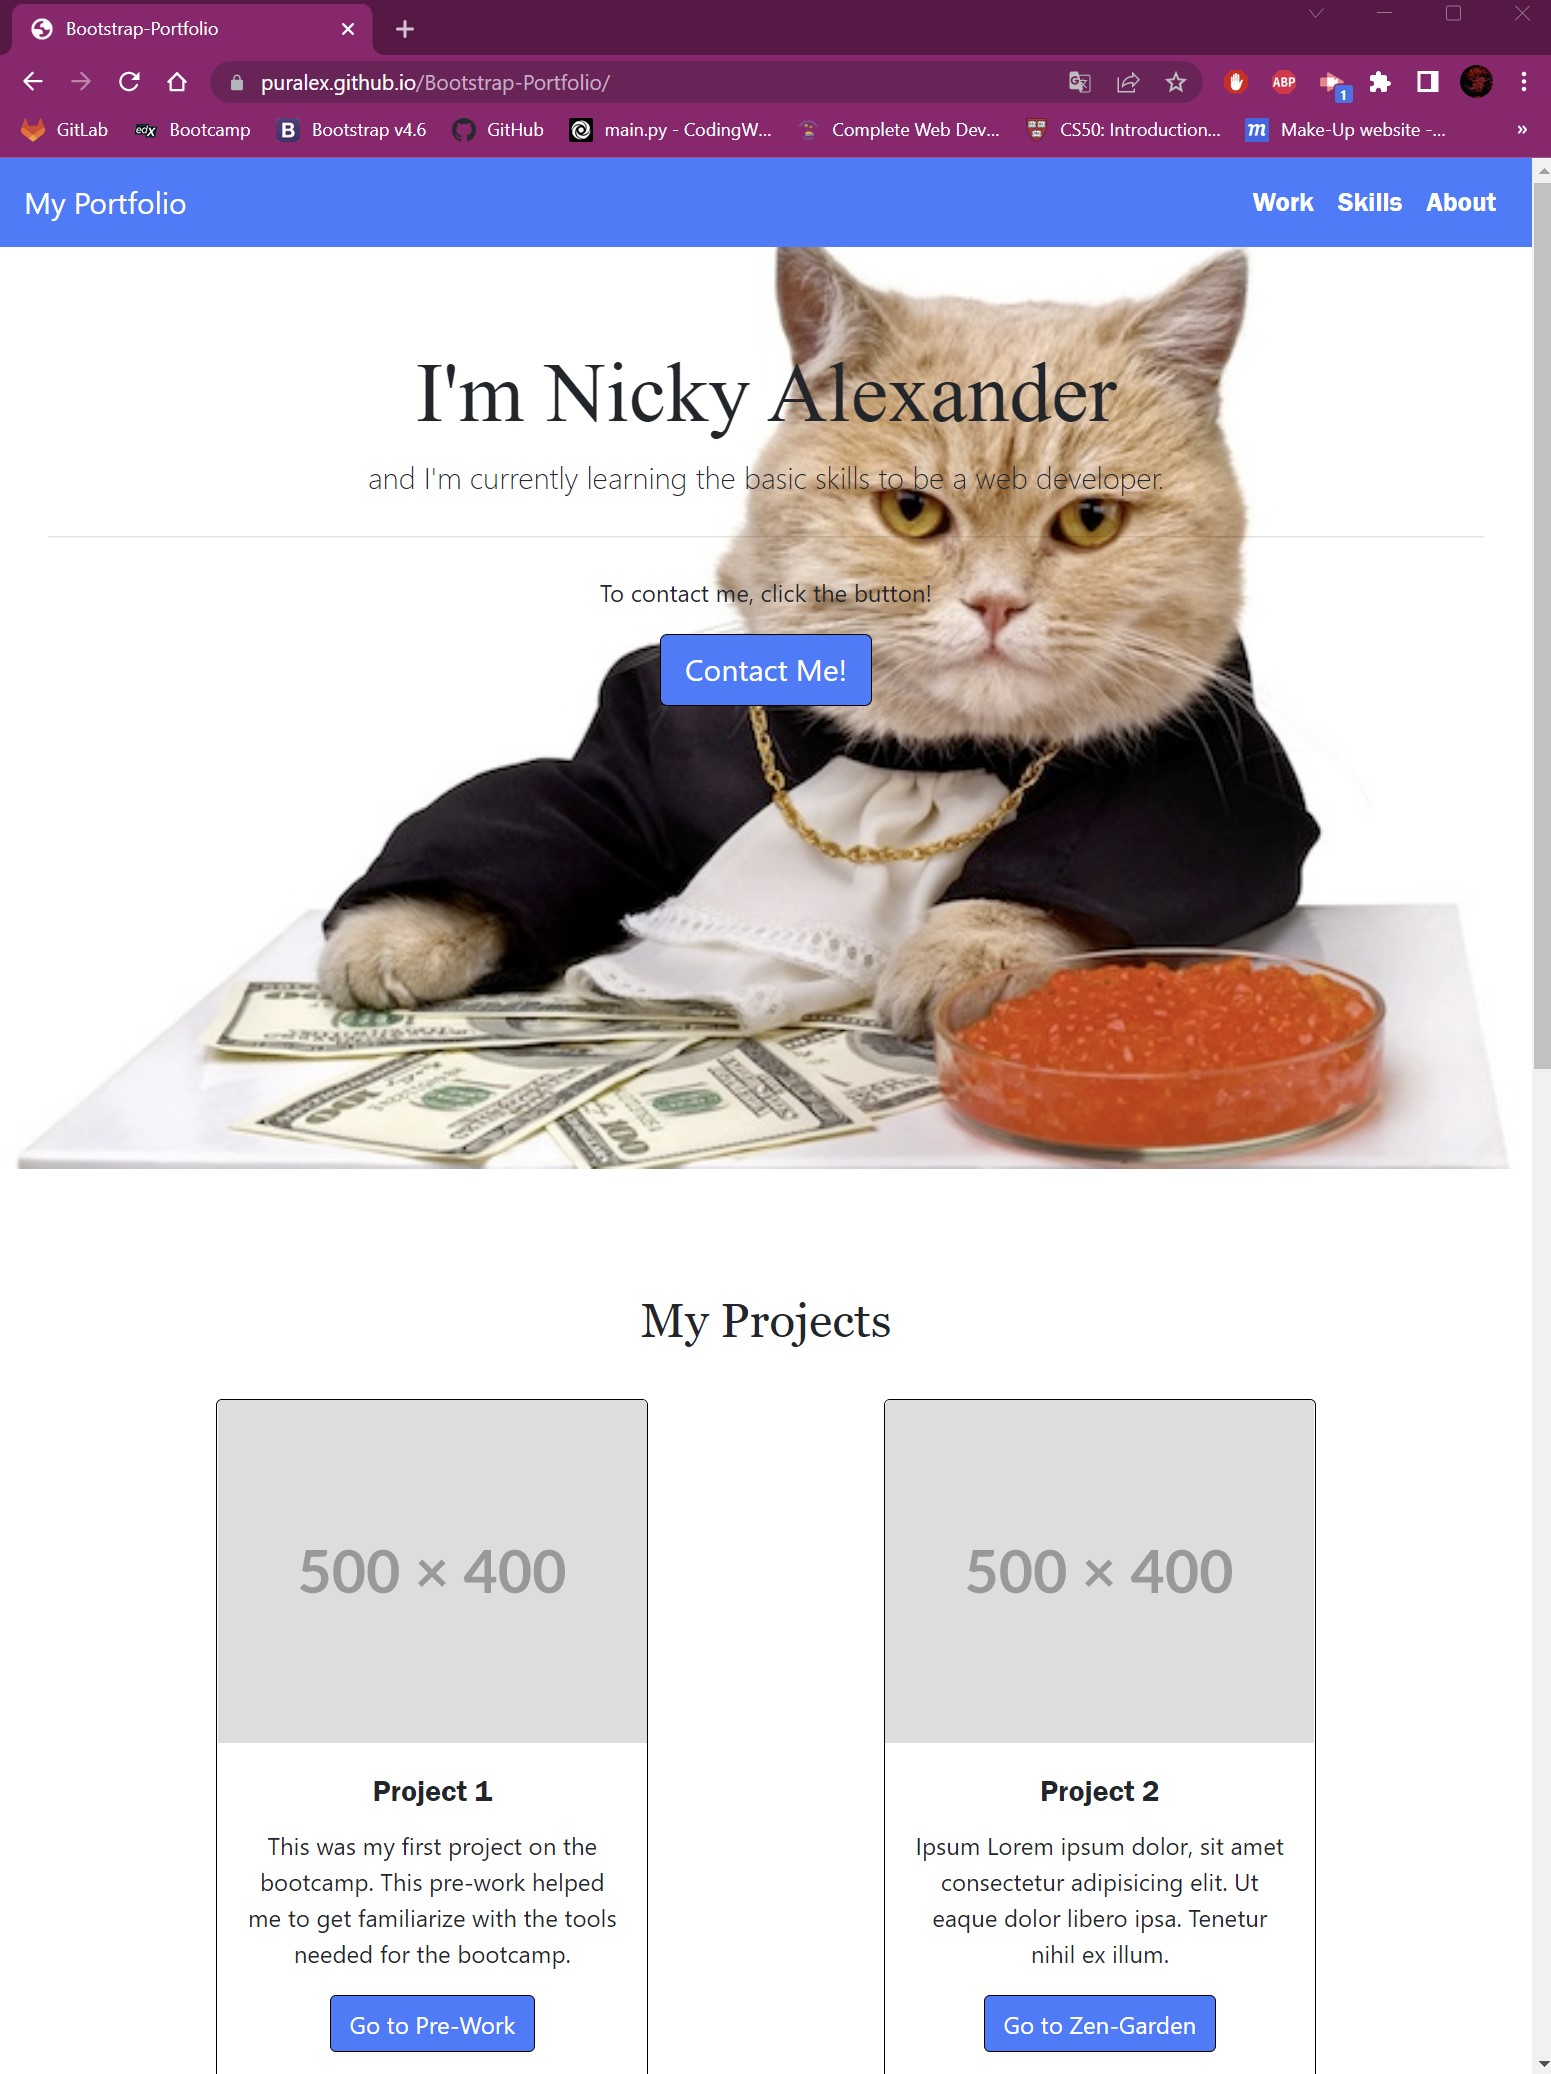 Bootstrap-Portfolio
puralex.github.io/Bootstrap-Portfolio/
ABP
1
GitLab
edX Bootcamp
B Bootstrap v4.6
GitHub
main.py - CodingW...
Complete Web Dev...
CS50: Introduction...
m Make-Up website -...
»
My Portfolio
Work Skills About
I'm Nicky Alexander
and I'm currently learning the basic skills to be a web developer.
To contact me, click the button!
Contact Me!
100
100
My Projects
500 × 400
Project 1
This was my first project on the
bootcamp. This pre-work helped
me to get familiarize with the tools
needed for the bootcamp.
Go to Pre-Work
500 × 400
Project 2
Ipsum Lorem ipsum dolor, sit amet
consectetur adipisicing elit. Ut
eaque dolor libero ipsa. Tenetur
nihil ex illum.
Go to Zen-Garden